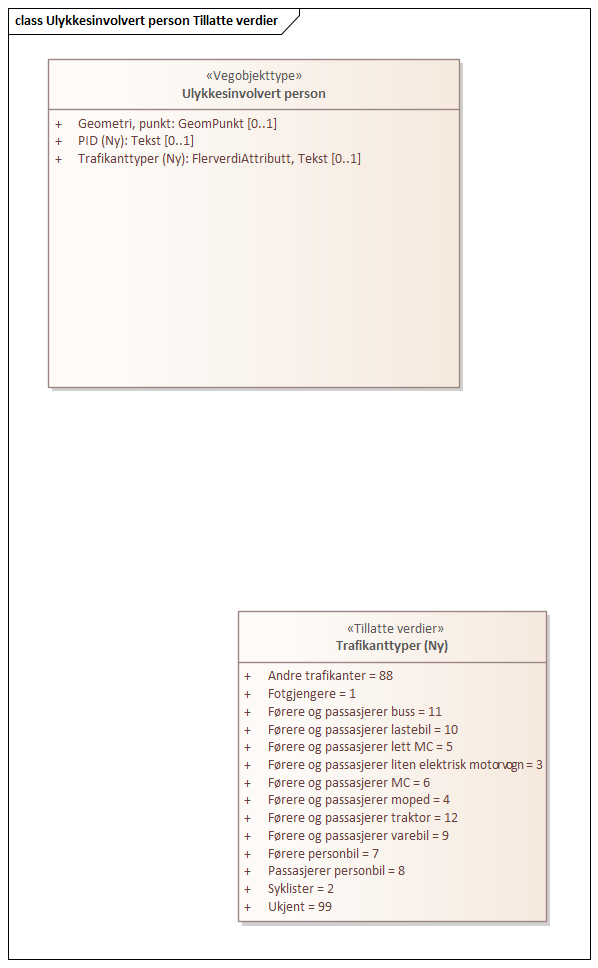 class Ulykkesinvolvert person Tillatte verdier
«Vegobjekttype»
Ulykkesinvolvert person
+ Geometri, punkt: GeomPunkt [0..1]
+ PID (Ny): Tekst [0..1]
+ Trafikanttyper (Ny): FlerverdiAttributt, Tekst [0..1]
«Tillatte verdier»
Trafikanttyper (Ny)
+ Andre trafikanter = 88
+ Fotgjengere = 1
+ Førere og passasjerer buss = 11
+ Førere og passasjerer lastebil = 10
+ Førere og passasjerer lett MC = 5
+ Førere og passasjerer liten elektrisk motorvogn = 3
+ Førere og passasjerer MC = 6
+ Førere og passasjerer moped = 4
+ Førere og passasjerer traktor = 12
+ Førere og passasjerer varebil = 9
+ Førere personbil = 7
+ Passasjerer personbil = 8
+ Syklister = 2
+ Ukjent = 99